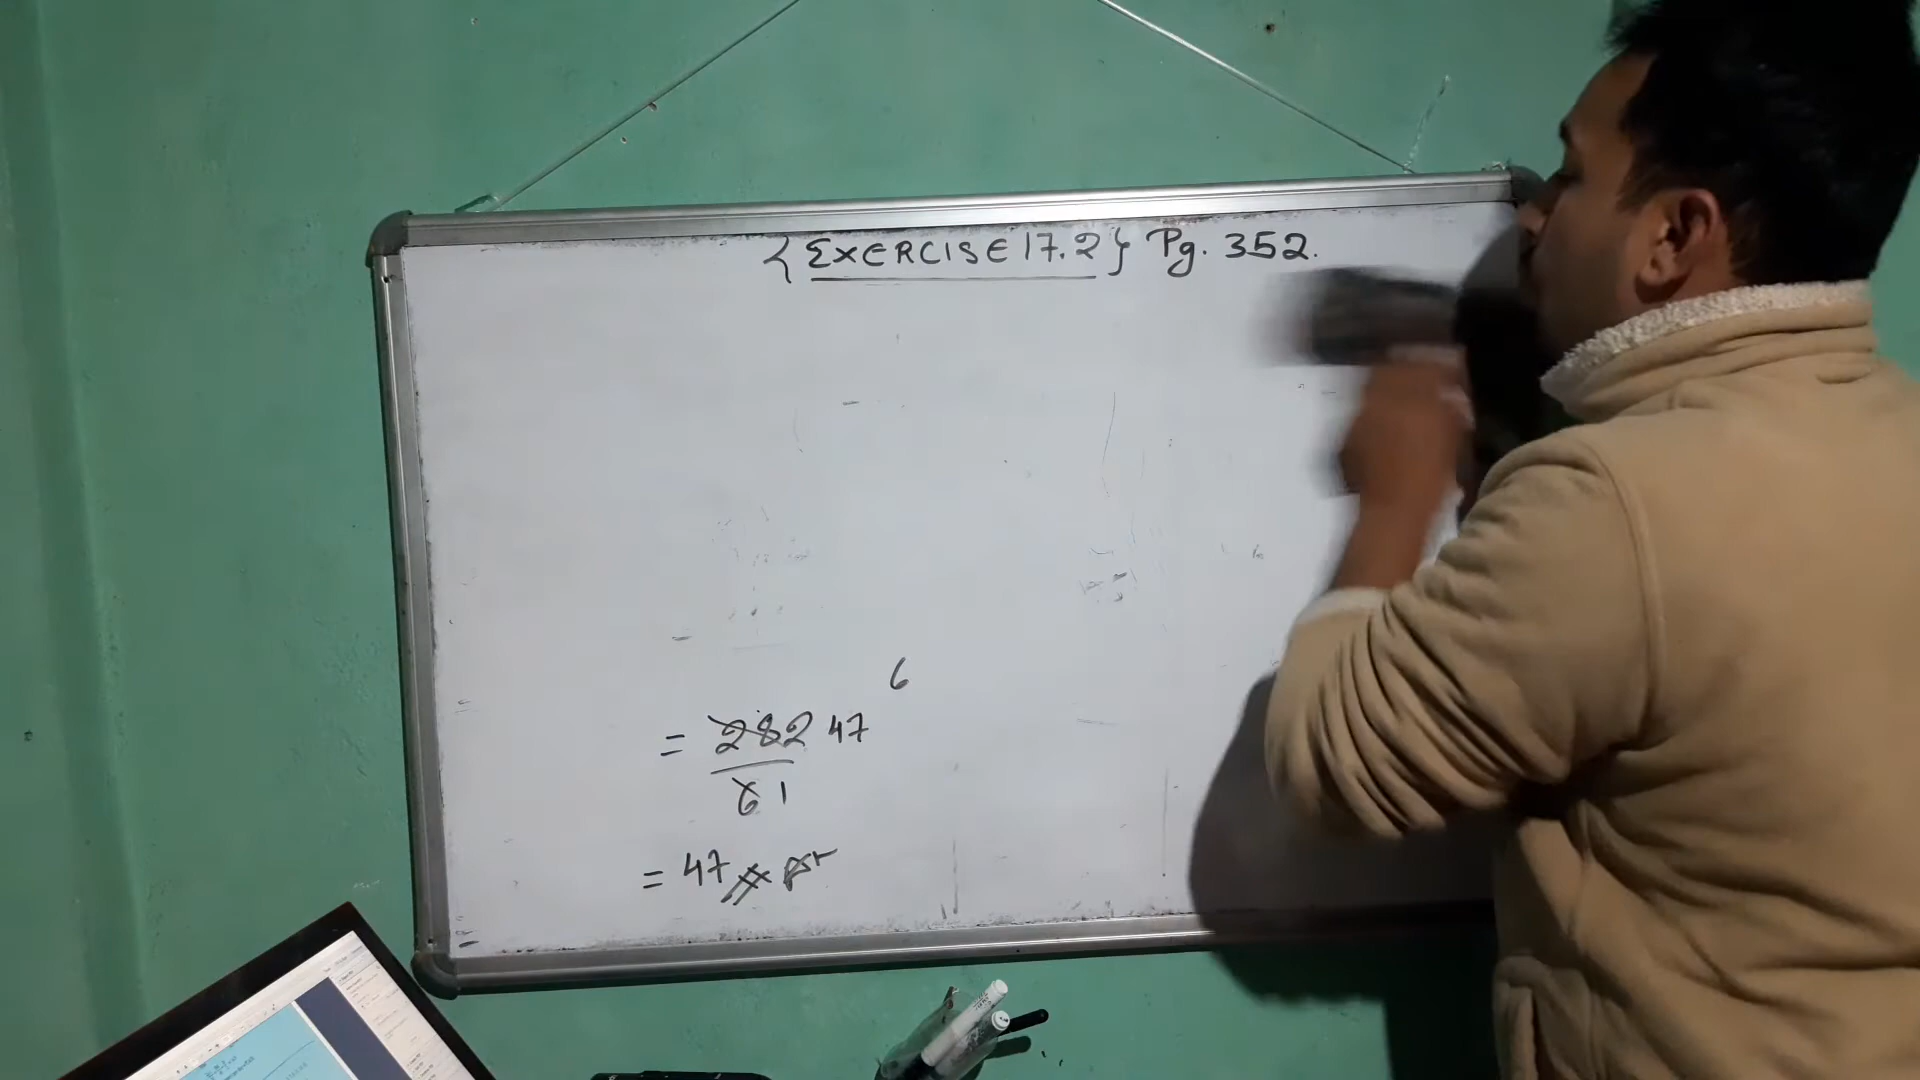 {EXERCISE 17.2} Pg. 352.
6
= 282 47
6 1
= 47